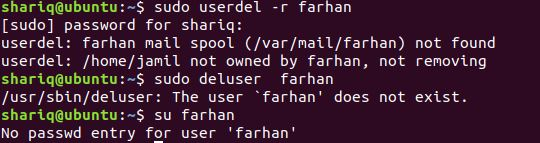 shariq@ubuntu:~$ sudo userdel -r farhan
[sudo] password for shariq:
userdel: farhan mail spool (/var/mail/farhan) not found
userdel: /home/jamil not owned by farhan, not removing
shariq@ubuntu:~$ sudo deluser  farhan
/usr/sbin/deluser: The user `farhan' does not exist.
shariq@ubuntu:~$ su farhan
No passwd entry for user 'farhan'